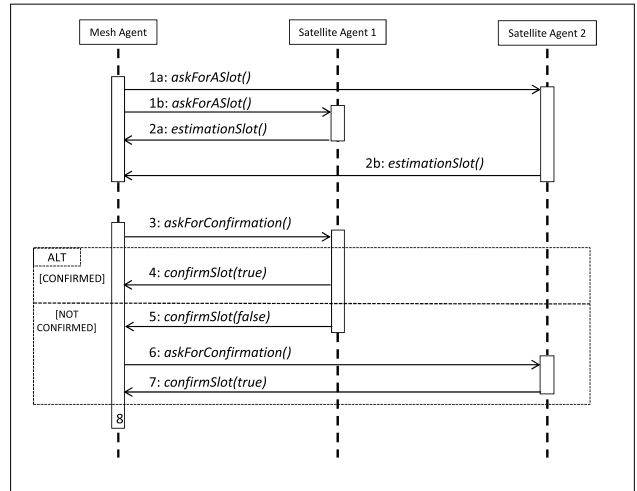 Mesh Agent
Satellite Agent 1
Satellite Agent 2
1a: askForASlot()
1b: askForASlot()
2a: estimationSlot()
2b: estimationSlot()
3: askForConfirmation()
ALT
[CONFIRMED]
4: confirmSlot(true)
[NOT
CONFIRMED]
5: confirmSlot(false)
6: askForConfirmation()
7: confirmSlot(true)
8